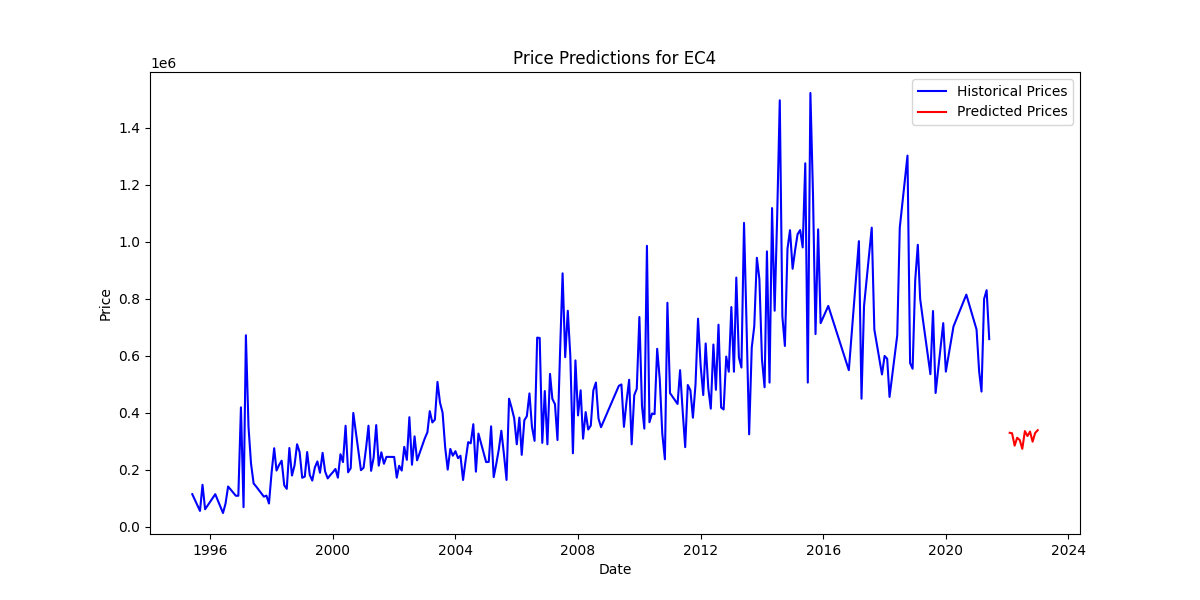 Price Predictions for EC4
1e6
Historical Prices
Predicted Prices
1.4
1.2
1.0
0.8
0.6
0.4
0.2
0.0
Price
1996 2000 2004 2008 2012 2016 2020 2024
Date